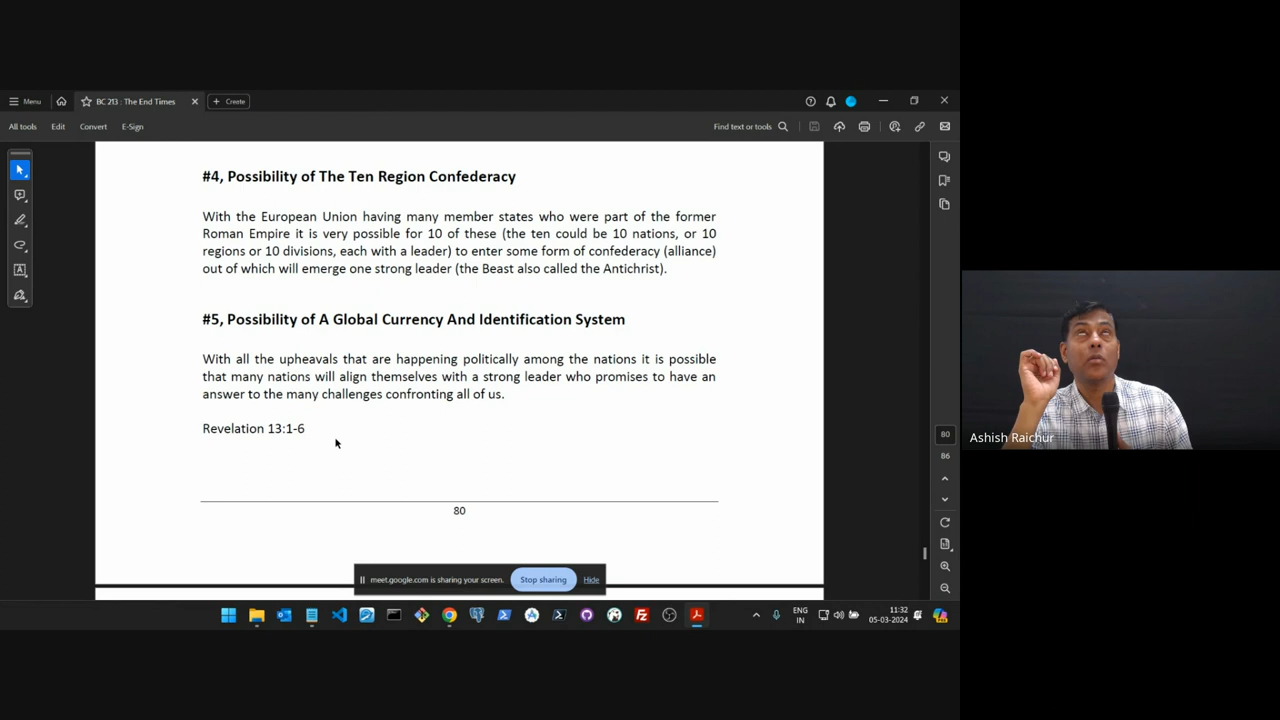 Menu
BC 213 : The End Times
Create
All tools
Edit
Convert
E-Sign
Find text or tools
#4, Possibility of The Ten Region Confederacy
With the European Union having many member states who were part of the former
Roman Empire it is very possible for 10 of these (the ten could be 10 nations, or 10
regions or 10 divisions, each with a leader) to enter some form of confederacy (alliance)
out of which will emerge one strong leader (the Beast also called the Antichrist).
#5, Possibility of A Global Currency And Identification System
With all the upheavals that are happening politically among the nations it is possible
that many nations will align themselves with a strong leader who promises to have an
answer to the many challenges confronting all of us.
Revelation 13:1-6
80
80
86
Ashish Raichur
meet.google.com is sharing your screen.
Stop sharing
Hide
ENG
IN
11:32
05-03-2024